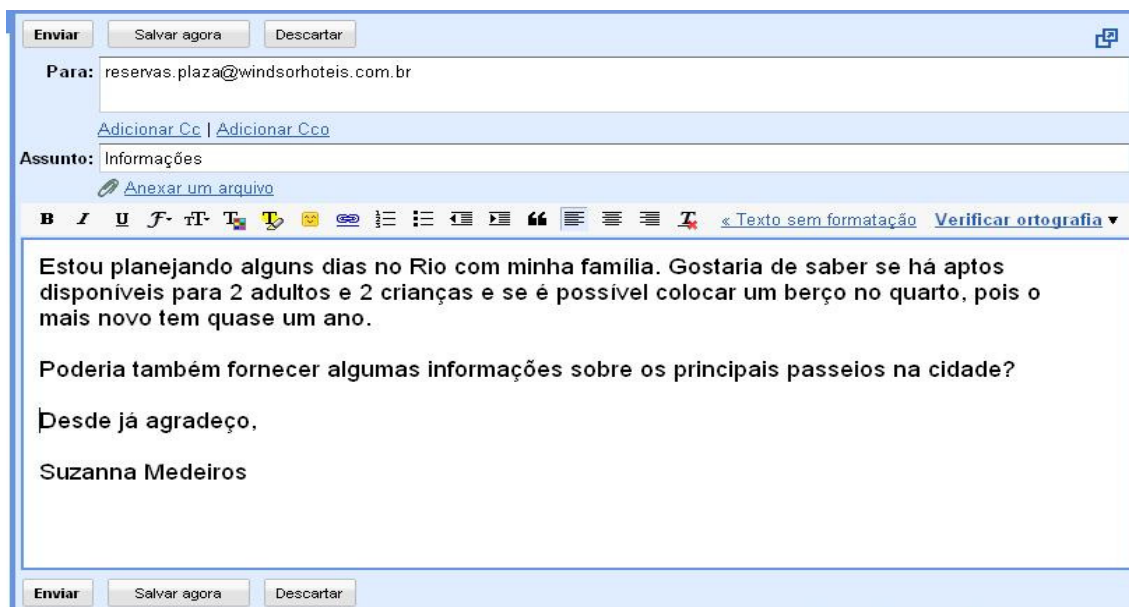 Enviar Salvar agora Descartar
Para: reservas.plaza@windsorhoteis.com.br
Adicionar Cc | Adicionar Cco
Assunto: Informações
Anexar um arquivo
B I U F T T T « Texto sem formatação Verificar ortografia
Estou planejando alguns dias no Rio com minha família. Gostaria de saber se há aptos
disponíveis para 2 adultos e 2 crianças e se é possível colocar um berço no quarto, pois o
mais novo tem quase um ano.
Poderia também fornecer algumas informações sobre os principais passeios na cidade?
Desde já agradeço,
Suzanna Medeiros
Enviar Salvar agora Descartar